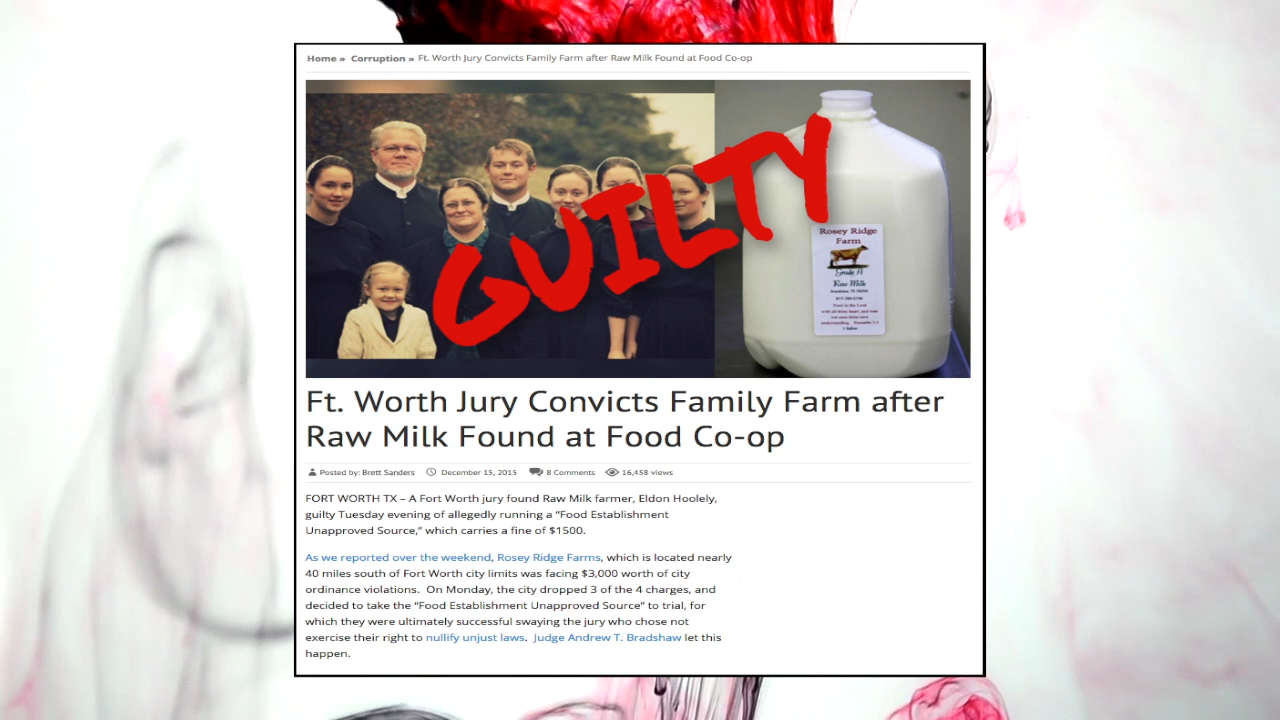 Home » Corruption » Ft. Worth Jury Convicts Family Farm after Raw Milk Found at Food Co-op
GUILTY
Rosey Ridge
Farm
Grade A
Raw Milk
Ft. Worth Jury Convicts Family Farm after
Raw Milk Found at Food Co-op
Posted by: Brett Sanders December 15, 2015 8 Comments 16,458 views
FORT WORTH TX – A Fort Worth jury found Raw Milk farmer, Eldon Hoolely,
guilty Tuesday evening of allegedly running a “Food Establishment
Unapproved Source,” which carries a fine of $1500.
As we reported over the weekend, Rosey Ridge Farms, which is located nearly
40 miles south of Fort Worth city limits was facing $3,000 worth of city
ordinance violations. On Monday, the city dropped 3 of the 4 charges, and
decided to take the “Food Establishment Unapproved Source” to trial, for
which they were ultimately successful swaying the jury who chose not
exercise their right to nullify unjust laws. Judge Andrew T. Bradshaw let this
happen.